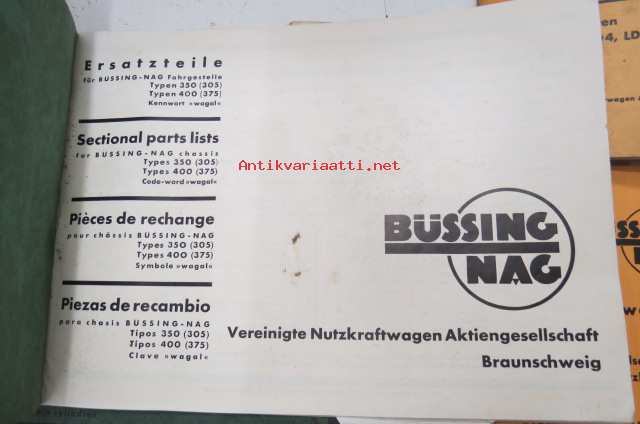 Ersatzteile
für BÜSSING-NAG Fahrgestelle
Typen 350 (305)
Typen 400 (375)
Kennwort »wagal«
Sectional parts lists
for BÜSSING-NAG chassis
Types 350 (305)
Types 400 (375)
Code-word »wagal«
Pièces de rechange
pour châssis BÜSSING-NAG
Types 350 (305)
Types 400 (375)
Symbole »wagal«
Piezas de recambio
para chasis BÜSSING-NAG
Tipos 350 (305)
Tipos 400 (375)
Clave »wagal«
Antikvariaatti.net
BÜSSING
NAG
Vereinigte Nutzkraftwagen Aktiengesellschaft
Braunschweig